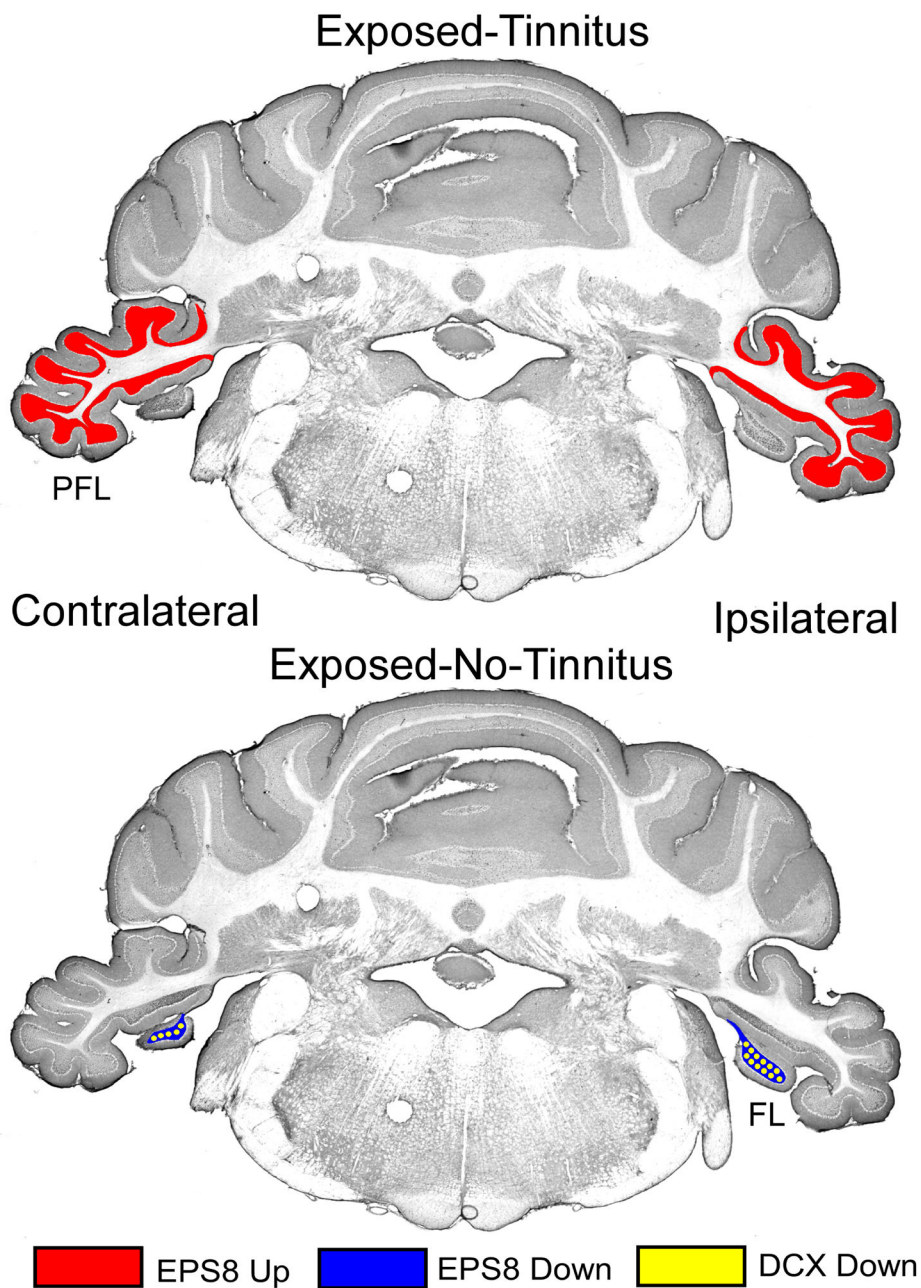 Exposed-Tinnitus
PFL
Contralateral
Ipsilateral
Exposed-No-Tinnitus
FL
EPS8 Up
EPS8 Down
DCX Down